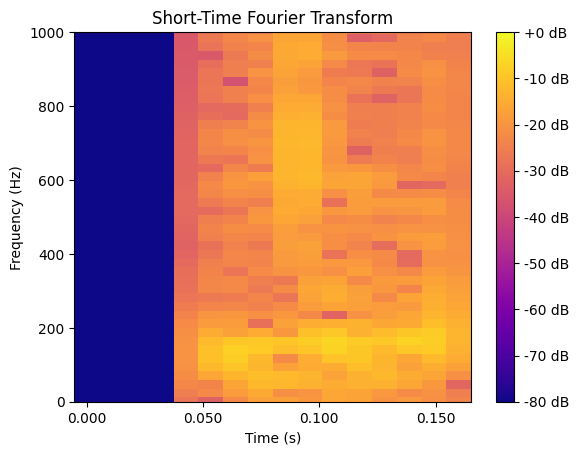 Short-Time Fourier Transform
1000
800
600
400
200
0
Frequency (Hz)
0.000
0.050
0.100
0.150
Time (s)
+0 dB
-10 dB
-20 dB
-30 dB
-40 dB
-50 dB
-60 dB
-70 dB
-80 dB